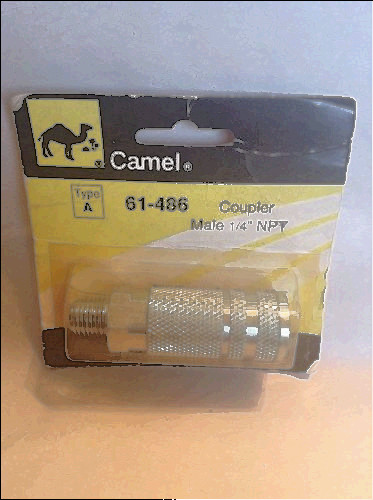 Camel®
Type
A
61-486
Coupler
Male 1/4" NPT